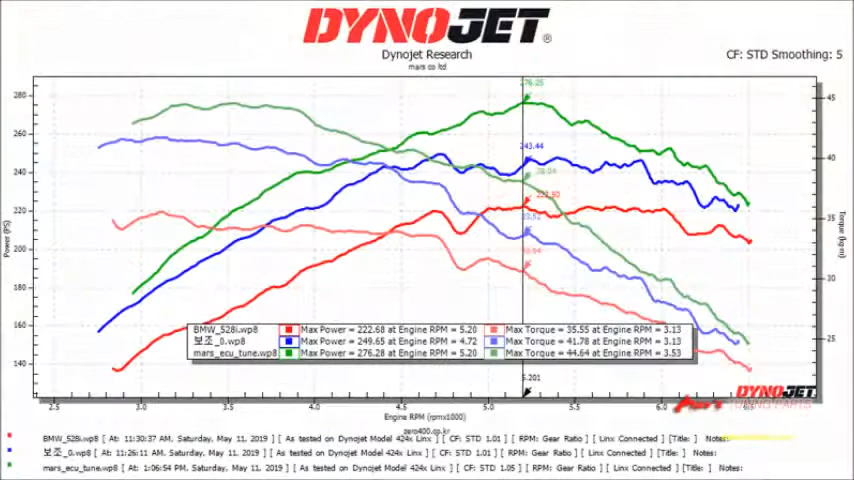 DYNOJET®
Dynojet Research
CF: STD Smoothing: 5
mars co ltd
276.25
280
45
260
243.44
40
240
38.04
222.60
220
35
Power (PS)
Torque (kg·m)
200
180
30
160
25
140
BMW_528i.wp8 Max Power = 222.68 at Engine RPM = 5.20 Max Torque = 35.55 at Engine RPM = 3.13
보조_0.wp8 Max Power = 249.65 at Engine RPM = 4.72 Max Torque = 41.78 at Engine RPM = 3.13
mars_ecu_tune.wp8 Max Power = 276.28 at Engine RPM = 5.20 Max Torque = 44.64 at Engine RPM = 3.53
5.201
DYNOJET
TUNING PARTS
2.5 3.0 3.5 4.0 4.5 5.0 5.5 6.0 6.5
Engine RPM (rpmx1000)
zero400.co.kr
BMW_528i.wp8 [ At: 11:30:37 AM, Saturday, May 11, 2019 ] [ As tested on Dynojet Model 424x Linx ] [ CF: STD 1.01 ] [ RPM: Gear Ratio ] [ Linx Connected ] [Title: ] Notes:
보조_0.wp8 [ At: 11:26:11 AM, Saturday, May 11, 2019 ] [ As tested on Dynojet Model 424x Linx ] [ CF: STD 1.01 ] [ RPM: Gear Ratio ] [ Linx Connected ] [Title: ] Notes:
mars_ecu_tune.wp8 [ At: 1:06:54 PM, Saturday, May 11, 2019 ] [ As tested on Dynojet Model 424x Linx ] [ CF: STD 1.05 ] [ RPM: Gear Ratio ] [ Linx Connected ] [Title: ] Notes: